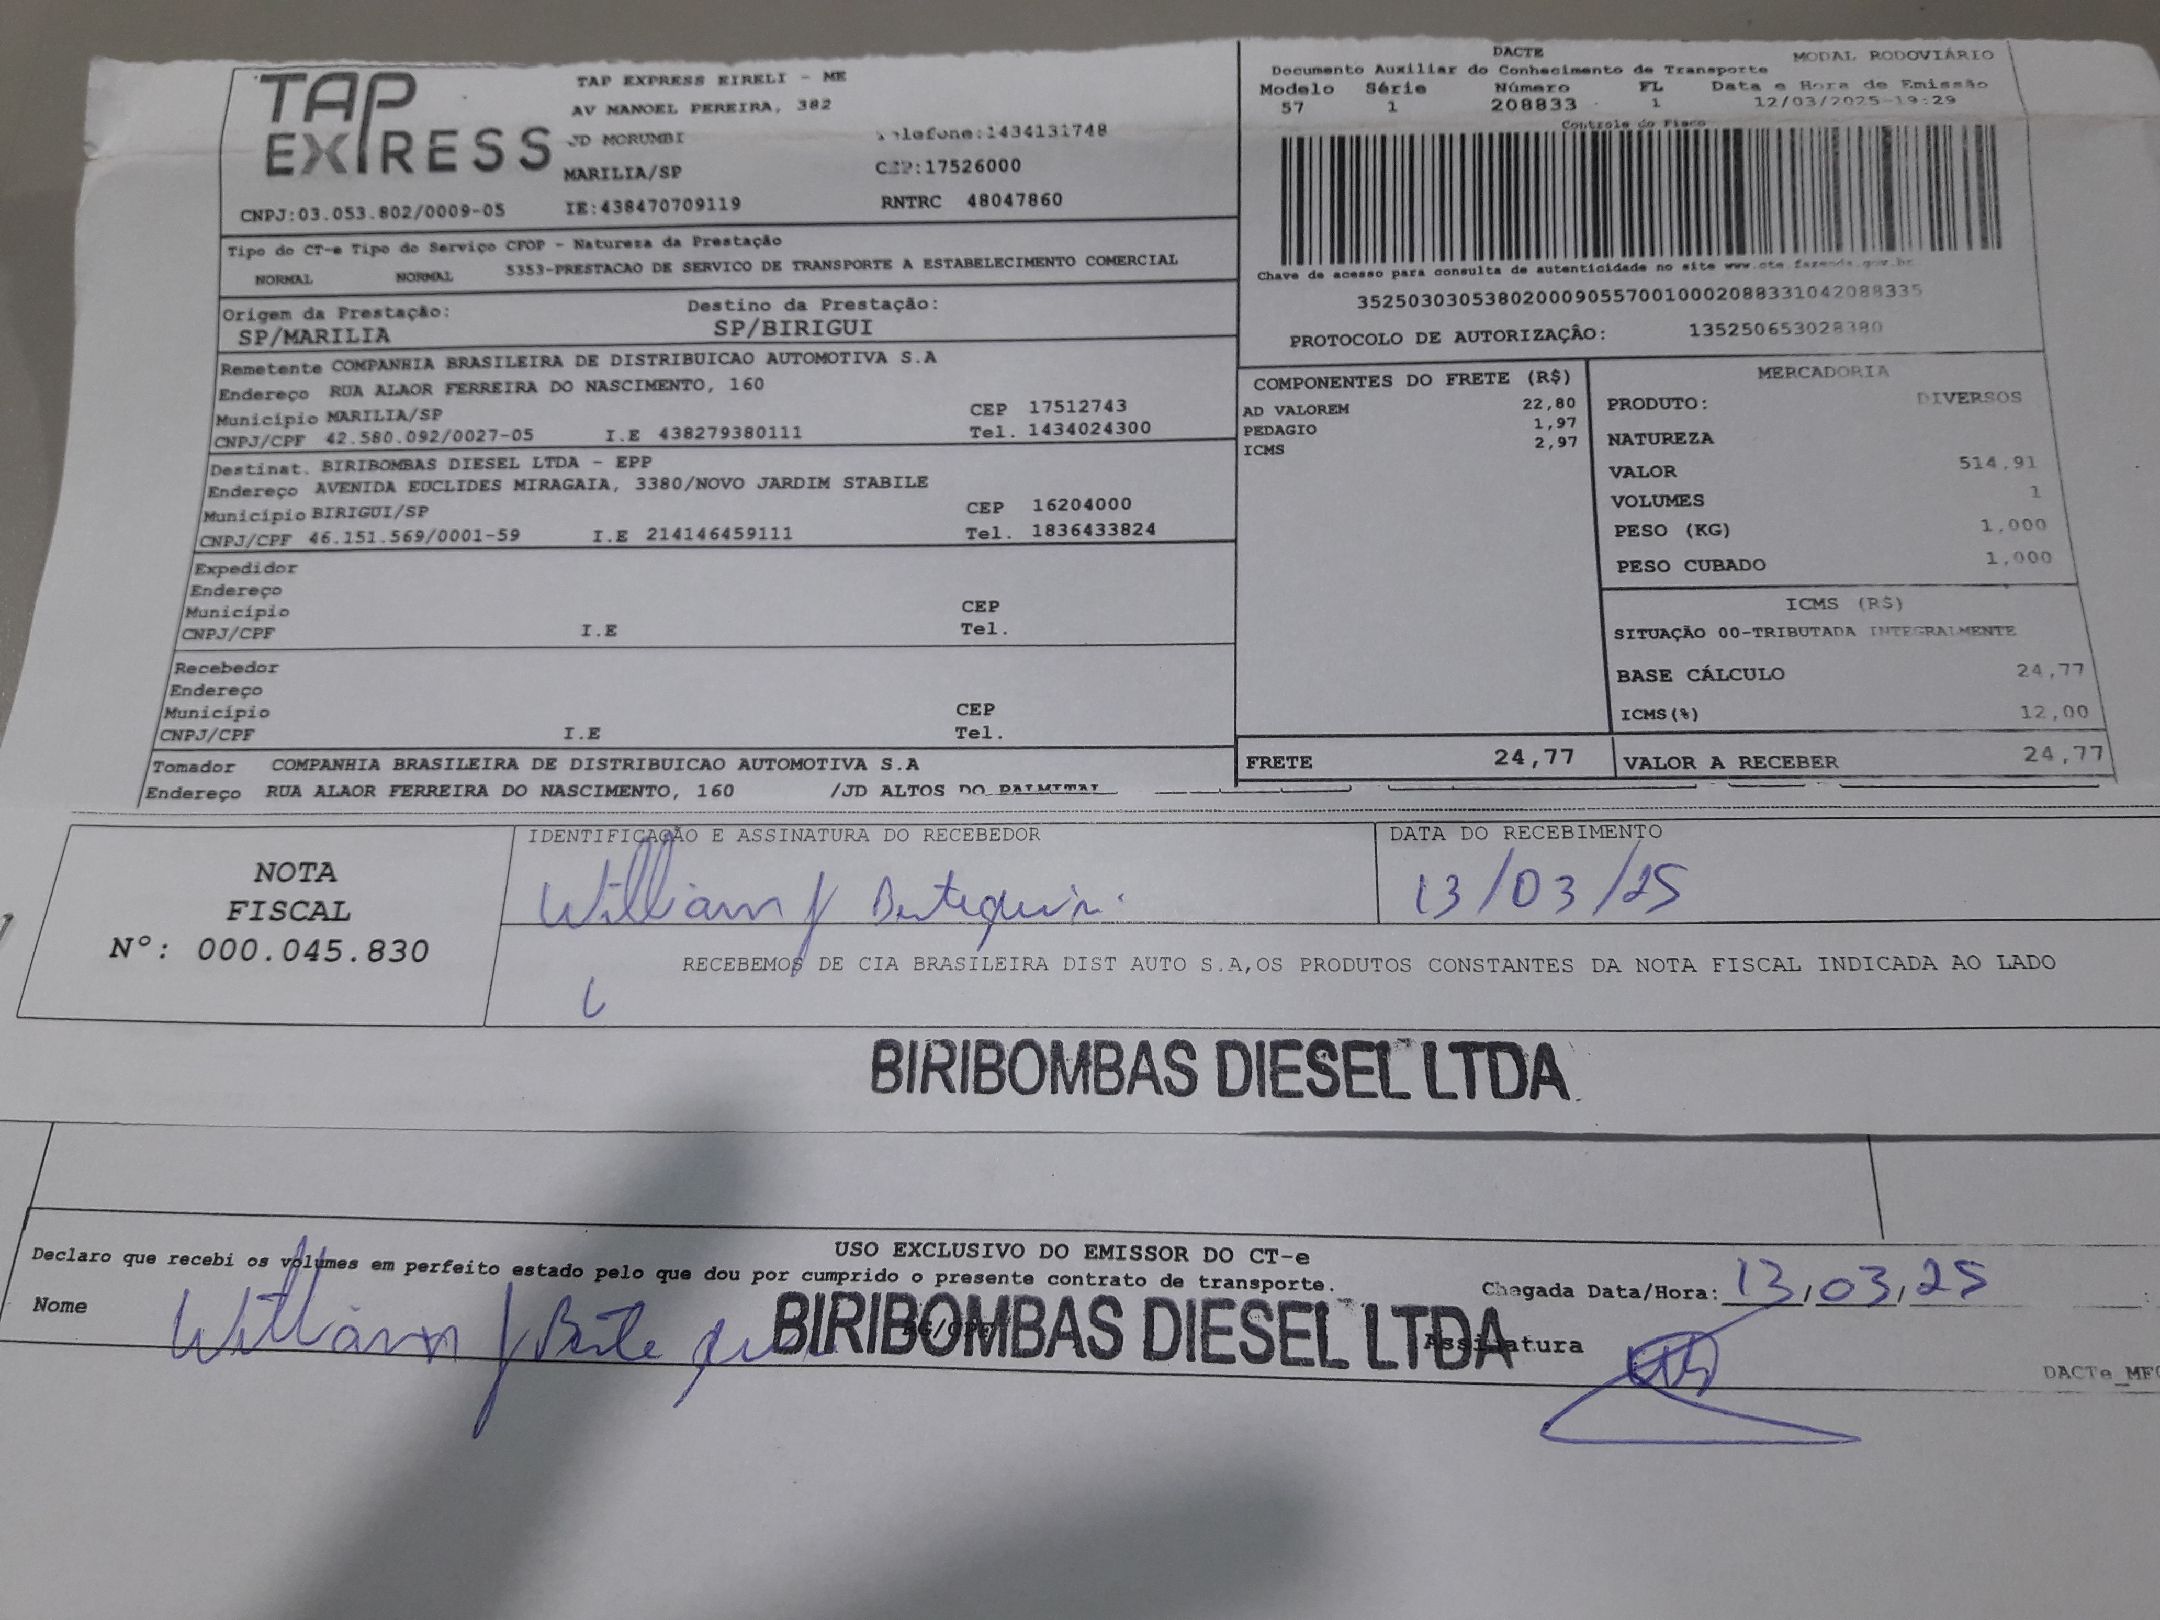 TAP EXPRESS
TAP EXPRESS EIRELI - ME
AV MANOEL PEREIRA, 382
JD MORUMBI
Telefone:1434131748
MARILIA/SP
CEP:17526000
CNPJ:03.053.802/0009-05 IE:438470709119 RNTRC 48047860
DACTE
MODAL RODOVIÁRIO
Documento Auxiliar do Conhecimento de Transporte
Modelo Série Número FL Data e Hora de Emissão
57 1 208833 1 12/03/2025-19:29
Controle do Fisco
Chave de acesso para consulta de autenticidade no site www.cte.fazenda.gov.br
35250303053802000905570010002088331042088335
PROTOCOLO DE AUTORIZAÇÃO: 135250653028380
Tipo do CT-e Tipo do Serviço CFOP - Natureza da Prestação
NORMAL NORMAL 5353-PRESTACAO DE SERVICO DE TRANSPORTE A ESTABELECIMENTO COMERCIAL
Origem da Prestação: Destino da Prestação:
SP/MARILIA SP/BIRIGUI
Remetente COMPANHIA BRASILEIRA DE DISTRIBUICAO AUTOMOTIVA S.A
Endereço RUA ALAOR FERREIRA DO NASCIMENTO, 160
Município MARILIA/SP CEP 17512743
CNPJ/CPF 42.580.092/0027-05 I.E 438279380111 Tel. 1434024300
Destinat. BIRIBOMBAS DIESEL LTDA - EPP
Endereço AVENIDA EUCLIDES MIRAGAIA, 3380/NOVO JARDIM STABILE
Município BIRIGUI/SP CEP 16204000
CNPJ/CPF 46.151.569/0001-59 I.E 214146459111 Tel. 1836433824
Expedidor
Endereço
Município CEP
CNPJ/CPF I.E Tel.
Recebedor
Endereço
Município CEP
CNPJ/CPF I.E Tel.
Tomador COMPANHIA BRASILEIRA DE DISTRIBUICAO AUTOMOTIVA S.A
Endereço RUA ALAOR FERREIRA DO NASCIMENTO, 160 /JD ALTOS DO PALMITAL
COMPONENTES DO FRETE (R$)
AD VALOREM 22,80
PEDAGIO 1,97
ICMS 2,97
MERCADORIA
PRODUTO: DIVERSOS
NATUREZA
VALOR 514,91
VOLUMES 1
PESO (KG) 1,000
PESO CUBADO 1,000
ICMS (R$)
SITUAÇÃO 00-TRIBUTADA INTEGRALMENTE
BASE CÁLCULO 24,77
ICMS(%) 12,00
FRETE 24,77 VALOR A RECEBER 24,77
NOTA
FISCAL
Nº: 000.045.830
IDENTIFICAÇÃO E ASSINATURA DO RECEBEDOR
William
DATA DO RECEBIMENTO
13/03/25
RECEBEMOS DE CIA BRASILEIRA DIST AUTO S.A,OS PRODUTOS CONSTANTES DA NOTA FISCAL INDICADA AO LADO
BIRIBOMBAS DIESEL LTDA
USO EXCLUSIVO DO EMISSOR DO CT-e
Declaro que recebi os volumes em perfeito estado pelo que dou por cumprido o presente contrato de transporte.
Chegada Data/Hora: 13/03/25
Nome William
BIRIBOMBAS DIESEL LTDA
RG/CPF
Assinatura